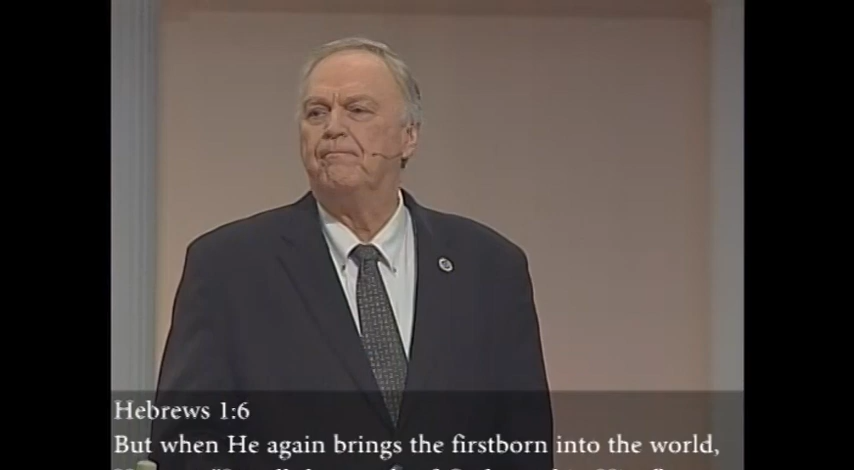 Hebrews 1:6
But when He again brings the firstborn into the world,